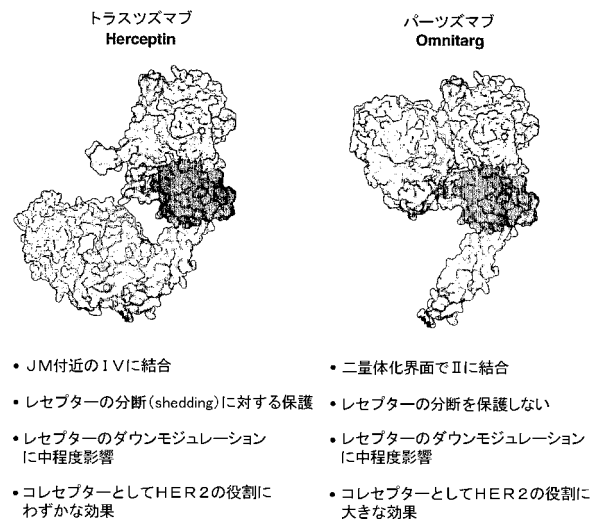 トラスツズマブ
Herceptin
パーツズマブ
Omnitarg
• JM付近のIVに結合
• レセプターの分断(shedding)に対する保護
• レセプターのダウンモジュレーション
に中程度影響
• コレセプターとしてHER2の役割に
わずかな効果
• 二量体化界面でⅡに結合
• レセプターの分断を保護しない
• レセプターのダウンモジュレーション
に中程度影響
• コレセプターとしてHER2の役割に
大きな効果